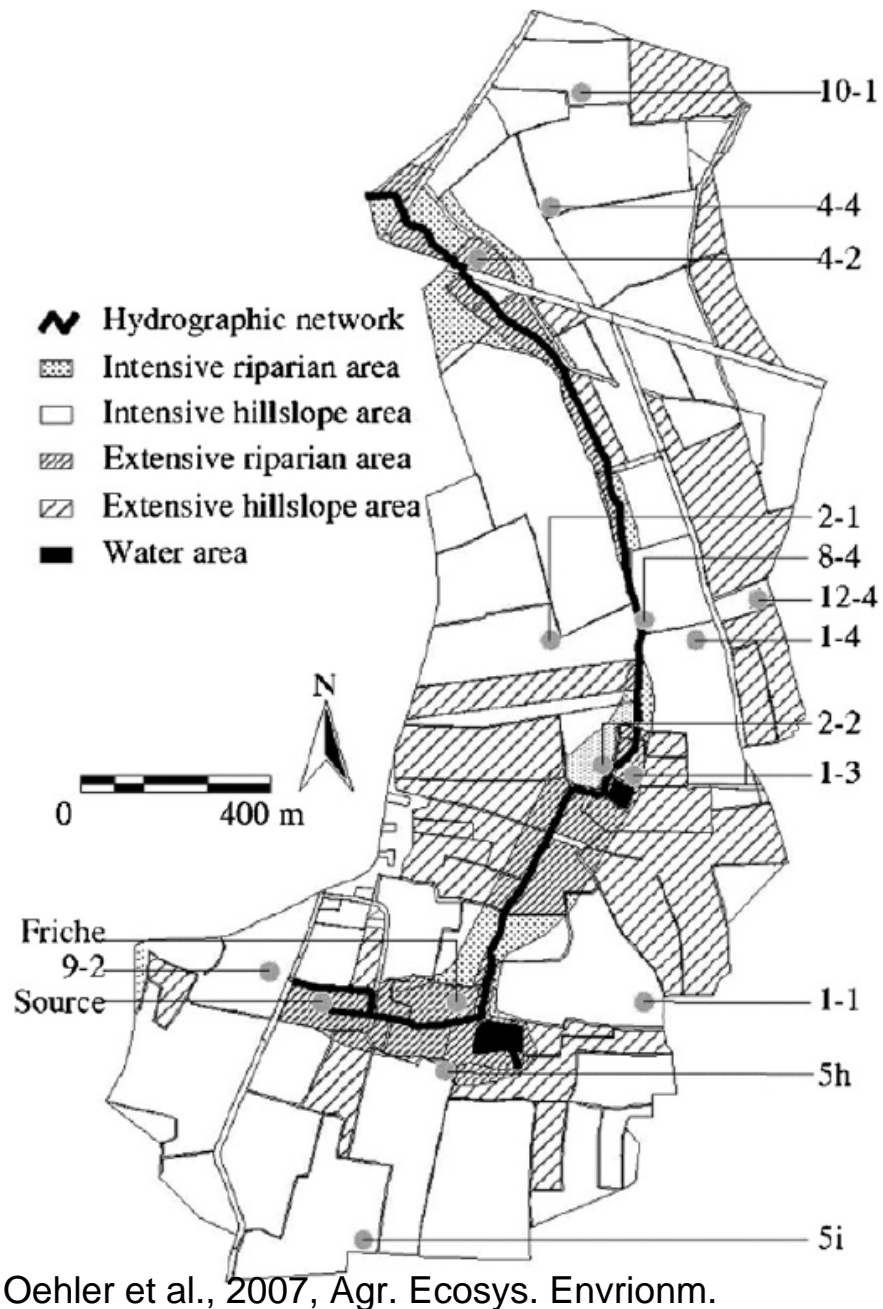 10-1
4-4
4-2
Hydrographic network
Intensive riparian area
Intensive hillslope area
Extensive riparian area
Extensive hillslope area
Water area
2-1
8-4
12-4
1-4
N
2-2
1-3
0 400 m
Friche
9-2
Source
1-1
5h
5i
Oehler et al., 2007, Agr. Ecosys. Envrionm.